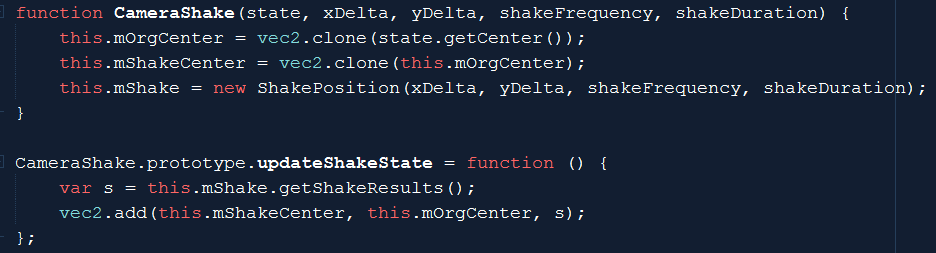 function CameraShake(state, xDelta, yDelta, shakeFrequency, shakeDuration) {
    this.mOrgCenter = vec2.clone(state.getCenter());
    this.mShakeCenter = vec2.clone(this.mOrgCenter);
    this.mShake = new ShakePosition(xDelta, yDelta, shakeFrequency, shakeDuration);
}

CameraShake.prototype.updateShakeState = function () {
    var s = this.mShake.getShakeResults();
    vec2.add(this.mShakeCenter, this.mOrgCenter, s);
};